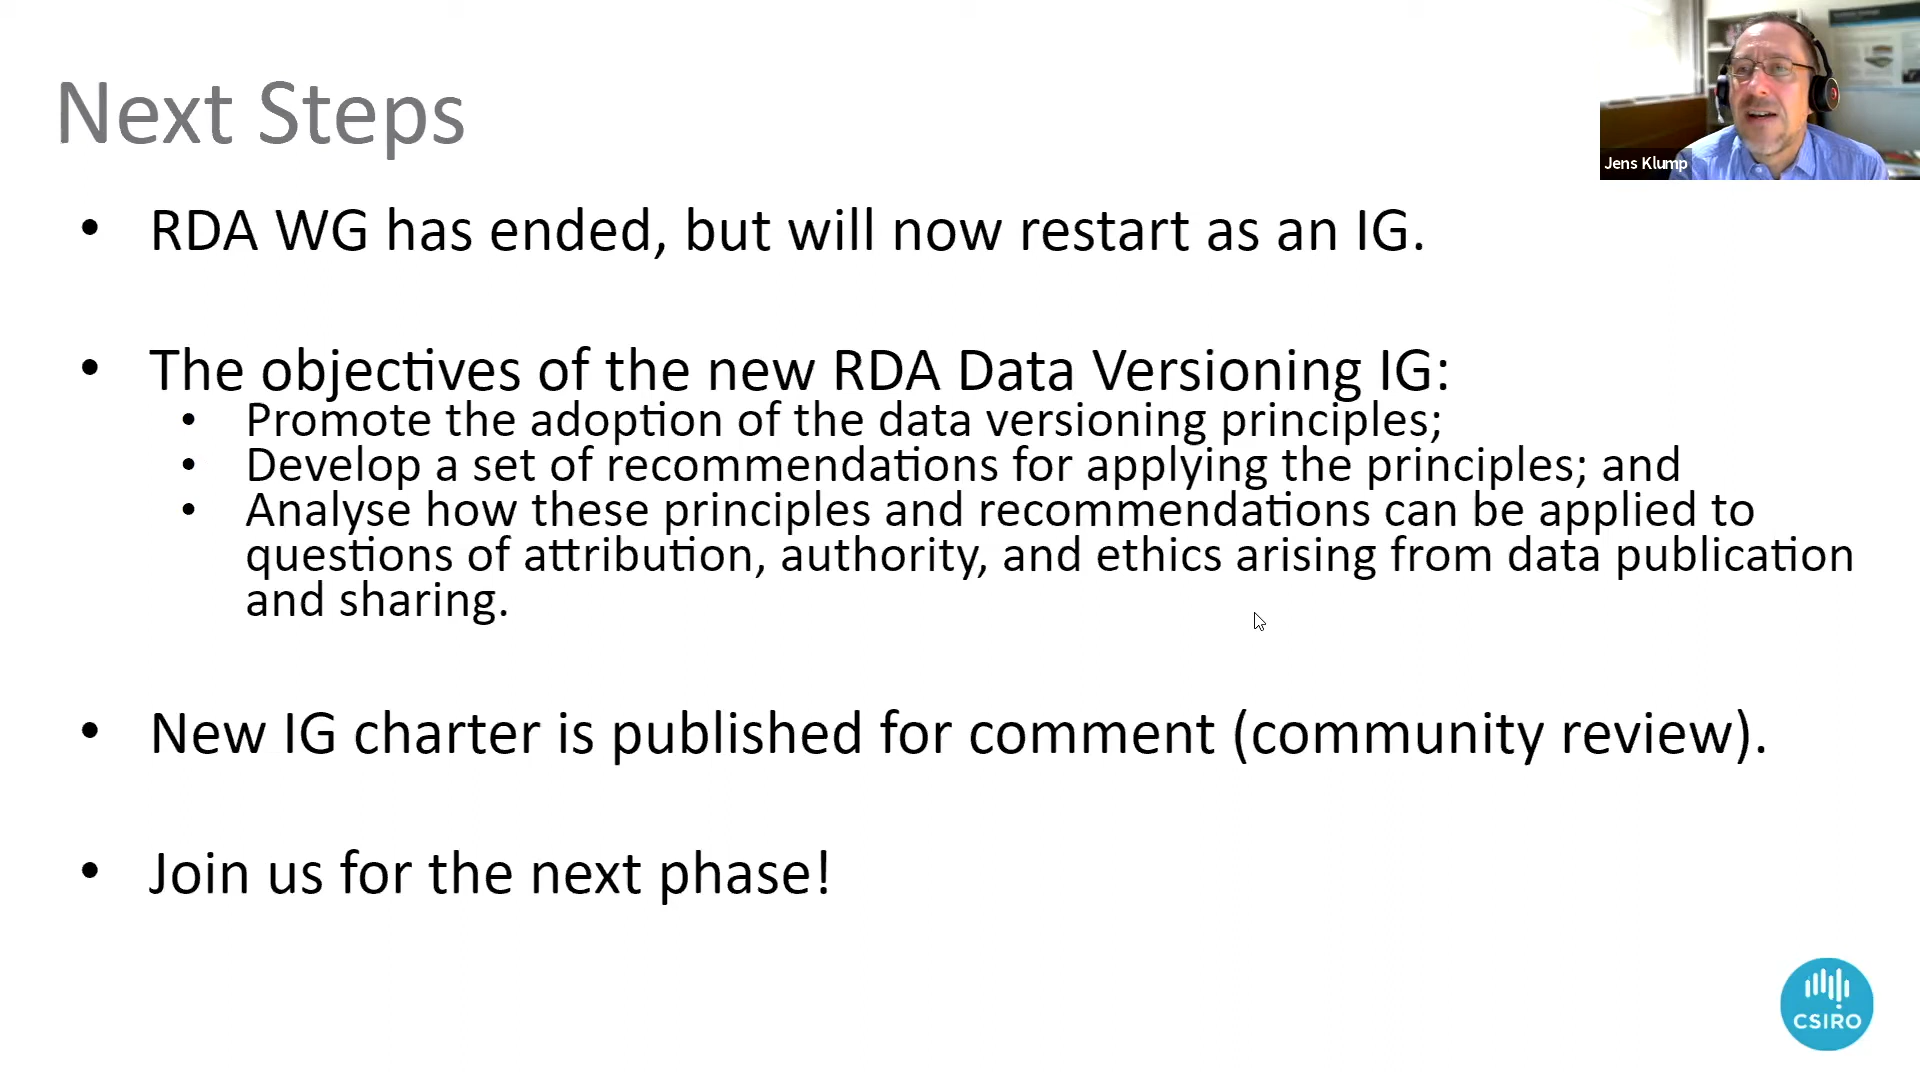 Next Steps
Jens Klump
• RDA WG has ended, but will now restart as an IG.
• The objectives of the new RDA Data Versioning IG:
• Promote the adoption of the data versioning principles;
• Develop a set of recommendations for applying the principles; and
• Analyse how these principles and recommendations can be applied to
questions of attribution, authority, and ethics arising from data publication
and sharing.
• New IG charter is published for comment (community review).
• Join us for the next phase!
CSIRO